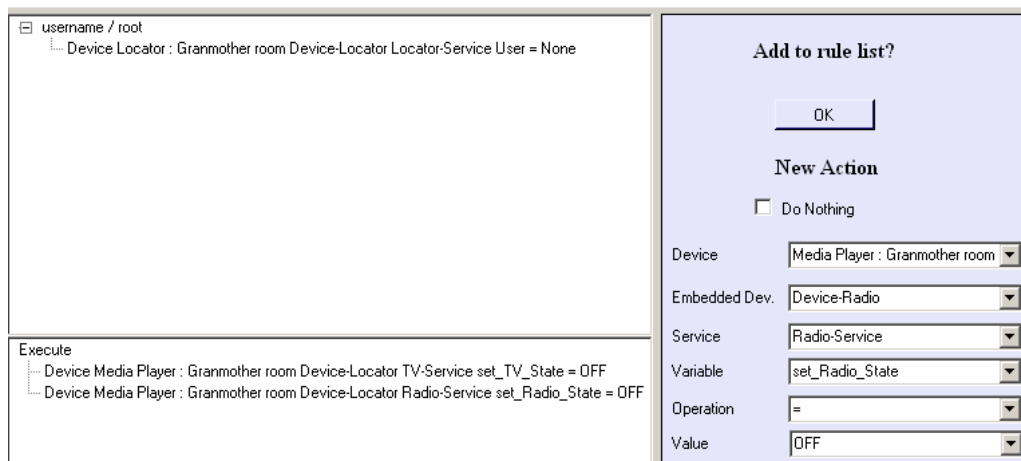 username / root
Device Locator : Granmother room Device-Locator Locator-Service User = None
Execute
Device Media Player : Granmother room Device-Locator TV-Service set_TV_State = OFF
Device Media Player : Granmother room Device-Locator Radio-Service set_Radio_State = OFF
Add to rule list?
OK
New Action
Do Nothing
Device Media Player : Granmother room
Embedded Dev. Device-Radio
Service Radio-Service
Variable set_Radio_State
Operation =
Value OFF